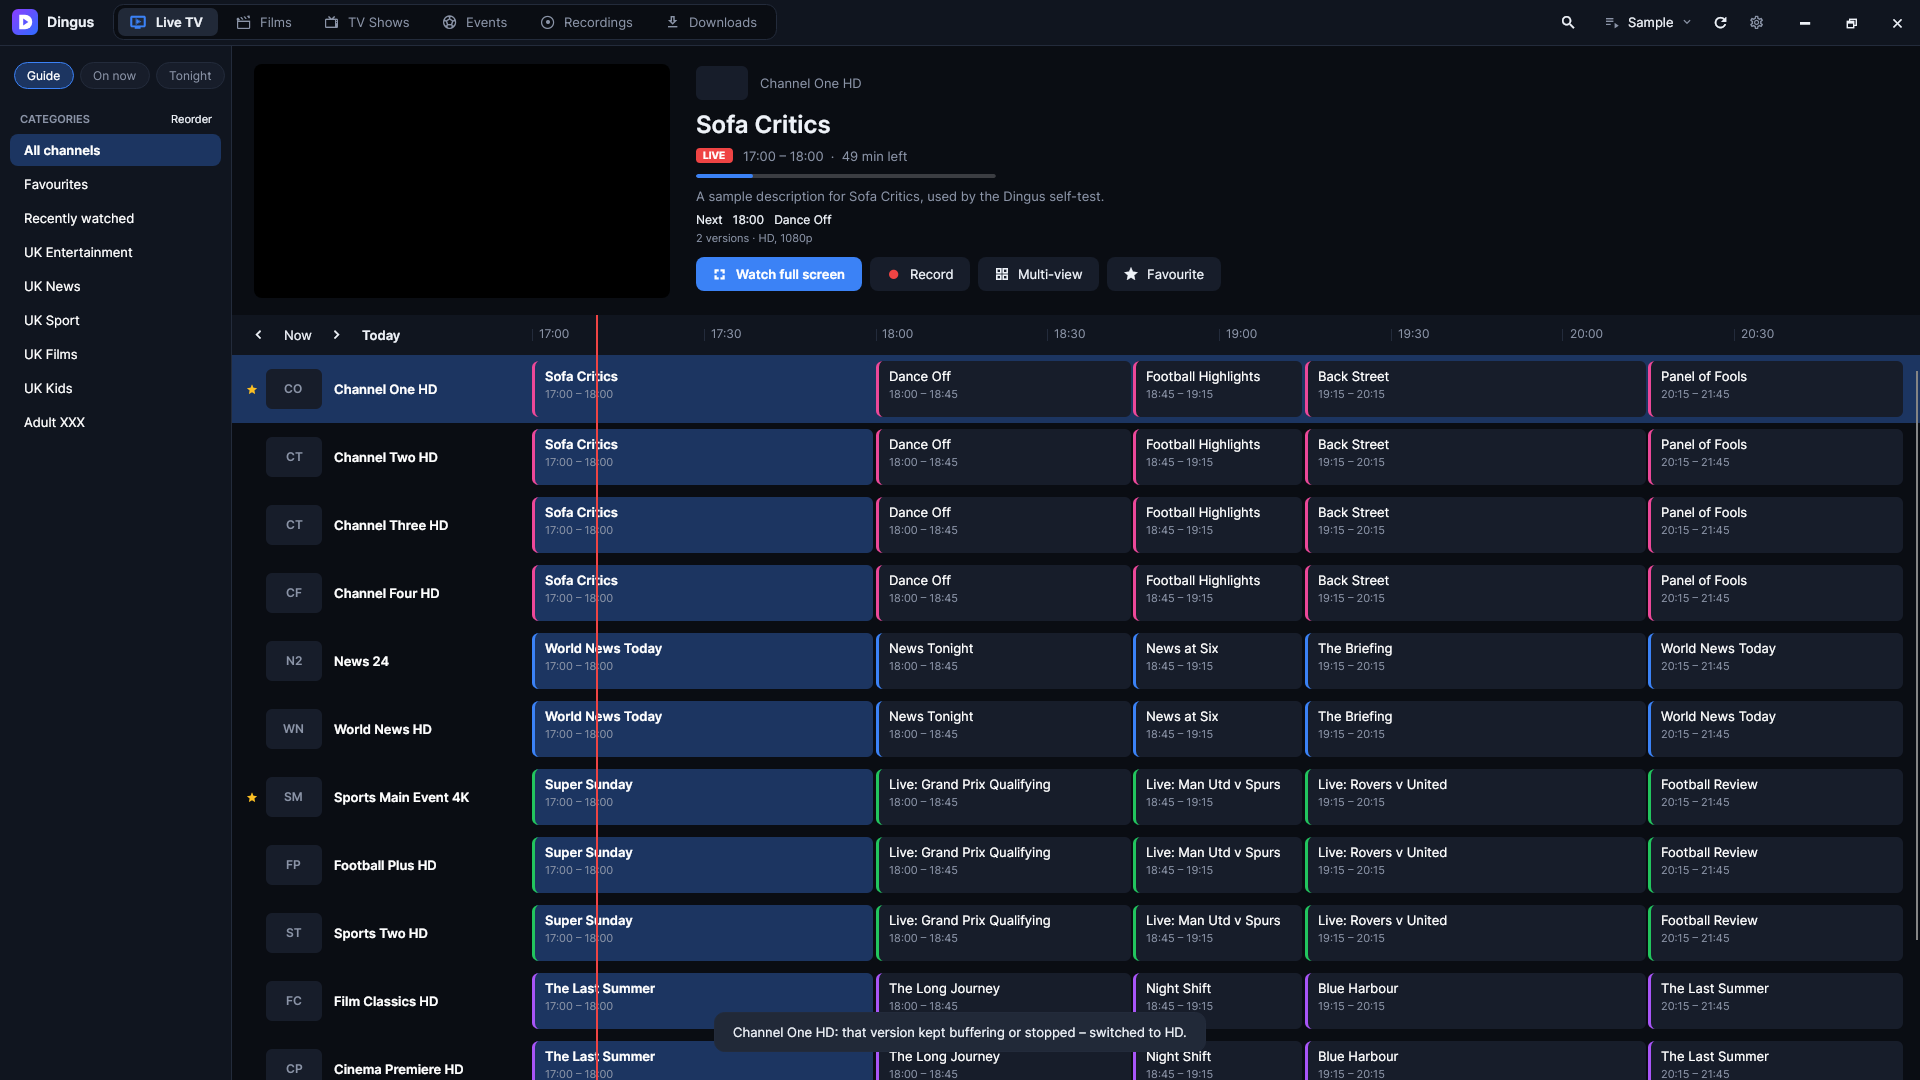 Dingus
Live TV
Films
TV Shows
Events
Recordings
Downloads
Sample
Guide
On now
Tonight
CATEGORIES
Reorder
All channels
Favourites
Recently watched
UK Entertainment
UK News
UK Sport
UK Films
UK Kids
Adult XXX
Channel One HD
Sofa Critics
LIVE 17:00 – 18:00 · 49 min left
A sample description for Sofa Critics, used by the Dingus self-test.
Next 18:00 Dance Off
2 versions · HD, 1080p
Watch full screen
Record
Multi-view
Favourite
Now
Today
17:00
17:30
18:00
18:30
19:00
19:30
20:00
20:30
CO
Channel One HD
Sofa Critics
17:00 – 18:00
Dance Off
18:00 – 18:45
Football Highlights
18:45 – 19:15
Back Street
19:15 – 20:15
Panel of Fools
20:15 – 21:45
CT
Channel Two HD
Sofa Critics
17:00 – 18:00
Dance Off
18:00 – 18:45
Football Highlights
18:45 – 19:15
Back Street
19:15 – 20:15
Panel of Fools
20:15 – 21:45
CT
Channel Three HD
Sofa Critics
17:00 – 18:00
Dance Off
18:00 – 18:45
Football Highlights
18:45 – 19:15
Back Street
19:15 – 20:15
Panel of Fools
20:15 – 21:45
CF
Channel Four HD
Sofa Critics
17:00 – 18:00
Dance Off
18:00 – 18:45
Football Highlights
18:45 – 19:15
Back Street
19:15 – 20:15
Panel of Fools
20:15 – 21:45
N2
News 24
World News Today
17:00 – 18:00
News Tonight
18:00 – 18:45
News at Six
18:45 – 19:15
The Briefing
19:15 – 20:15
World News Today
20:15 – 21:45
WN
World News HD
World News Today
17:00 – 18:00
News Tonight
18:00 – 18:45
News at Six
18:45 – 19:15
The Briefing
19:15 – 20:15
World News Today
20:15 – 21:45
SM
Sports Main Event 4K
Super Sunday
17:00 – 18:00
Live: Grand Prix Qualifying
18:00 – 18:45
Live: Man Utd v Spurs
18:45 – 19:15
Live: Rovers v United
19:15 – 20:15
Football Review
20:15 – 21:45
FP
Football Plus HD
Super Sunday
17:00 – 18:00
Live: Grand Prix Qualifying
18:00 – 18:45
Live: Man Utd v Spurs
18:45 – 19:15
Live: Rovers v United
19:15 – 20:15
Football Review
20:15 – 21:45
ST
Sports Two HD
Super Sunday
17:00 – 18:00
Live: Grand Prix Qualifying
18:00 – 18:45
Live: Man Utd v Spurs
18:45 – 19:15
Live: Rovers v United
19:15 – 20:15
Football Review
20:15 – 21:45
FC
Film Classics HD
The Last Summer
17:00 – 18:00
The Long Journey
18:00 – 18:45
Night Shift
18:45 – 19:15
Blue Harbour
19:15 – 20:15
The Last Summer
20:15 – 21:45
Channel One HD: that version kept buffering or stopped – switched to HD.
CP
Cinema Premiere HD
The Last Summer
17:00 – 18:00
The Long Journey
18:00 – 18:45
Night Shift
18:45 – 19:15
Blue Harbour
19:15 – 20:15
The Last Summer
20:15 – 21:45